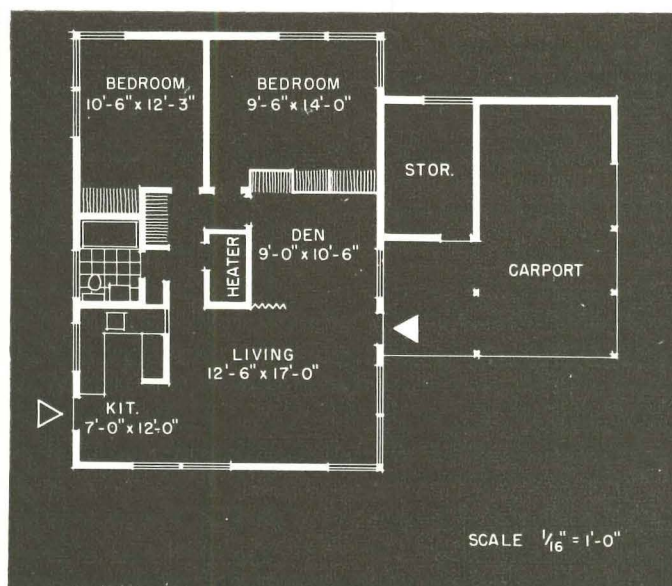 BEDROOM
10'-6" x 12'-3"
BEDROOM
9'-6" x 14'-0"
STOR.
DEN
9'-0" x 10'-6"
HEATER
CARPORT
LIVING
12'-6" x 17'-0"
KIT.
7'-0" x 12'-0"
SCALE 1/16" = 1'-0"